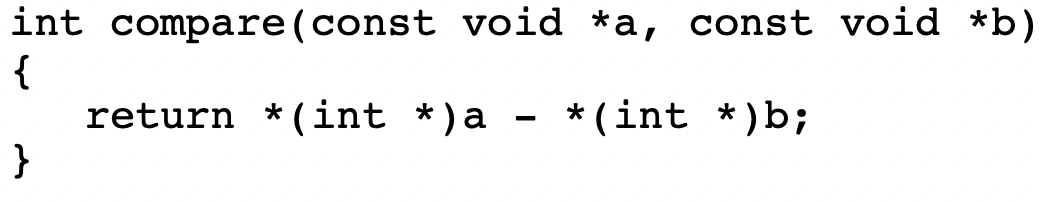 int compare(const void *a, const void *b)
{
   return *(int *)a - *(int *)b;
}